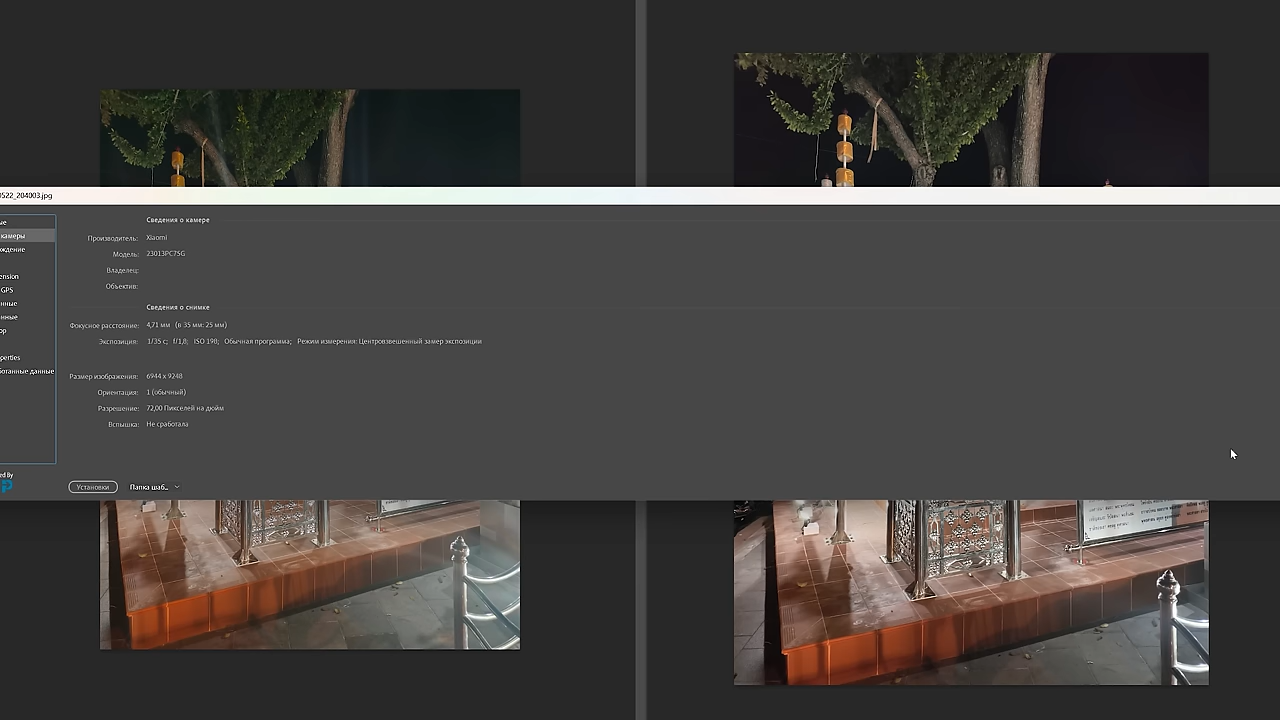 0522_204003.jpg
ые
камеры
ождение
ension
GPS
нные
нные
op
perties
ботанные данные
ed By
Сведения о камере
Производитель: Xiaomi
Модель: 23013PC75G
Владелец:
Объектив:
Сведения о снимке
Фокусное расстояние: 4,71 мм (в 35 мм: 25 мм)
Экспозиция: 1/35 с; f/1,8; ISO 198; Обычная программа; Режим измерения: Центровзвешенный замер экспозиции
Размер изображения: 6944 x 9248
Ориентация: 1 (обычный)
Разрешение: 72,00 Пикселей на дюйм
Вспышка: Не сработала
Установки Папка шаб...